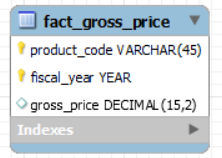 fact_gross_price
product_code VARCHAR(45)
fiscal_year YEAR
gross_price DECIMAL(15,2)
Indexes